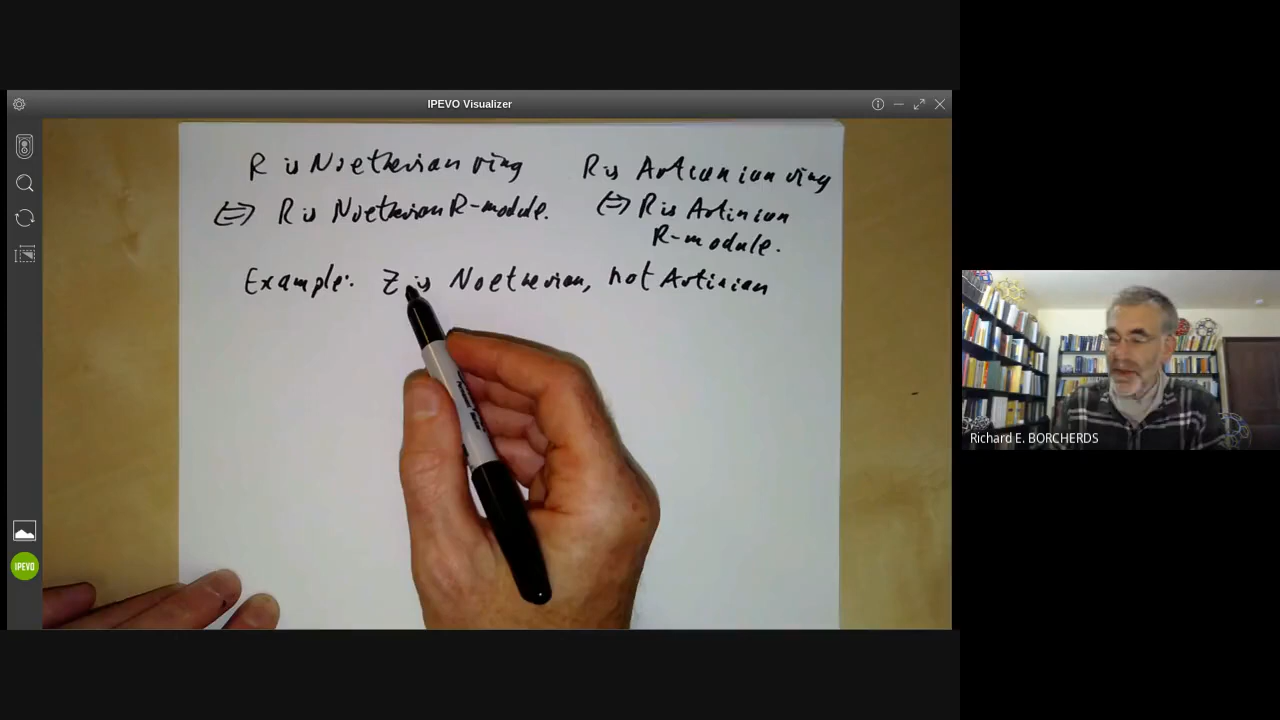 IPEVO Visualizer
R is Noetherian ring
⇔ R is Noetherian R-module.
R is Artianian ring
⇔ R is Artinian
R-module.
Example: Z is Noetherian, not Artinian
IPEVO
Richard E. BORCHERDS